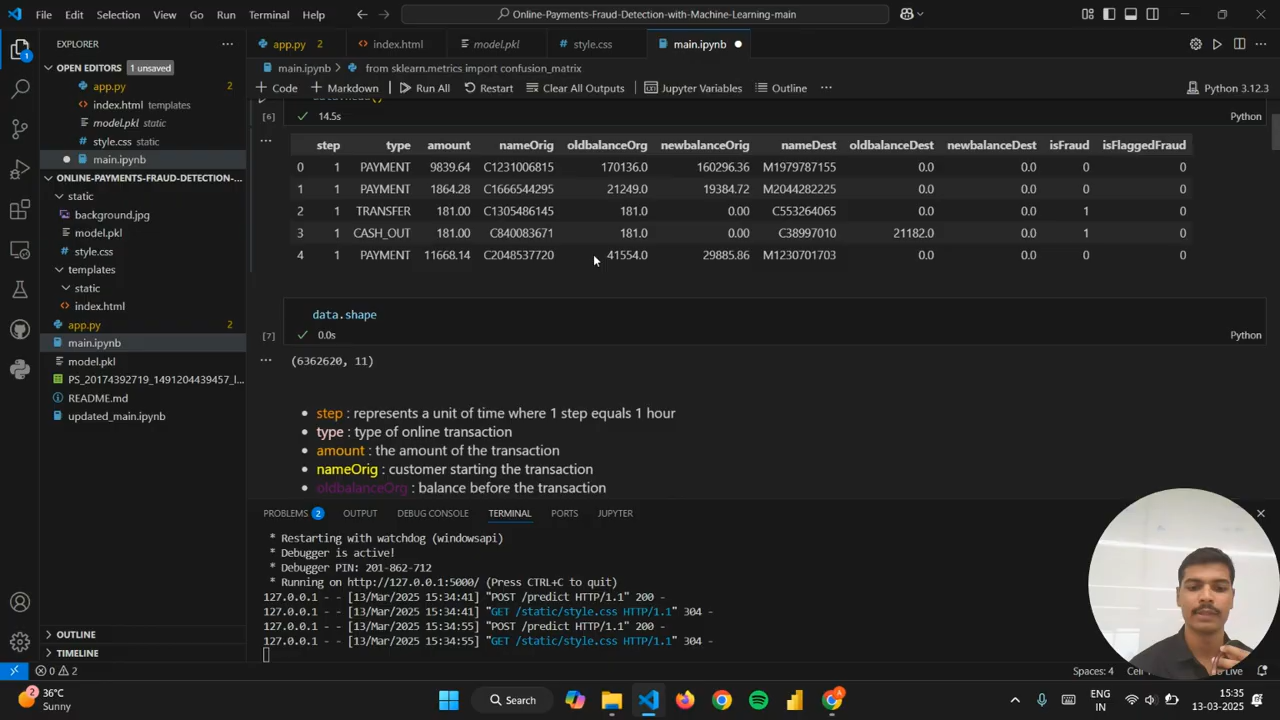 File Edit Selection View Go Run Terminal Help
Online-Payments-Fraud-Detection-with-Machine-Learning-main
EXPLORER
OPEN EDITORS 1 unsaved
app.py 2
index.html templates
model.pkl static
style.css static
main.ipynb
ONLINE-PAYMENTS-FRAUD-DETECTION-...
static
background.jpg
model.pkl
style.css
templates
static
index.html
app.py 2
main.ipynb
model.pkl
PS_20174392719_1491204439457_l...
README.md
updated_main.ipynb
OUTLINE
TIMELINE
app.py 2 index.html model.pkl style.css main.ipynb
main.ipynb > from sklearn.metrics import confusion_matrix
Code Markdown Run All Restart Clear All Outputs Jupyter Variables Outline ... Python 3.12.3
[6] 14.5s Python
step type amount nameOrig oldbalanceOrg newbalanceOrig nameDest oldbalanceDest newbalanceDest isFraud isFlaggedFraud
0 1 PAYMENT 9839.64 C1231006815 170136.0 160296.36 M1979787155 0.0 0.0 0 0
1 1 PAYMENT 1864.28 C1666544295 21249.0 19384.72 M2044282225 0.0 0.0 0 0
2 1 TRANSFER 181.00 C1305486145 181.0 0.00 C553264065 0.0 0.0 1 0
3 1 CASH_OUT 181.00 C840083671 181.0 0.00 C38997010 21182.0 0.0 1 0
4 1 PAYMENT 11668.14 C2048537720 41554.0 29885.86 M1230701703 0.0 0.0 0 0
data.shape
[7] 0.0s Python
(6362620, 11)
• step : represents a unit of time where 1 step equals 1 hour
• type : type of online transaction
• amount : the amount of the transaction
• nameOrig : customer starting the transaction
• oldbalanceOrg : balance before the transaction
PROBLEMS 2 OUTPUT DEBUG CONSOLE TERMINAL PORTS JUPYTER
* Restarting with watchdog (windowsapi)
* Debugger is active!
* Debugger PIN: 201-862-712
* Running on http://127.0.0.1:5000/ (Press CTRL+C to quit)
127.0.0.1 - - [13/Mar/2025 15:34:41] "POST /predict HTTP/1.1" 200 -
127.0.0.1 - - [13/Mar/2025 15:34:41] "GET /static/style.css HTTP/1.1" 304 -
127.0.0.1 - - [13/Mar/2025 15:34:55] "POST /predict HTTP/1.1" 200 -
127.0.0.1 - - [13/Mar/2025 15:34:55] "GET /static/style.css HTTP/1.1" 304 -
0 2 Spaces: 4
36°C
Sunny
Search
ENG
IN
15:35
13-03-2025